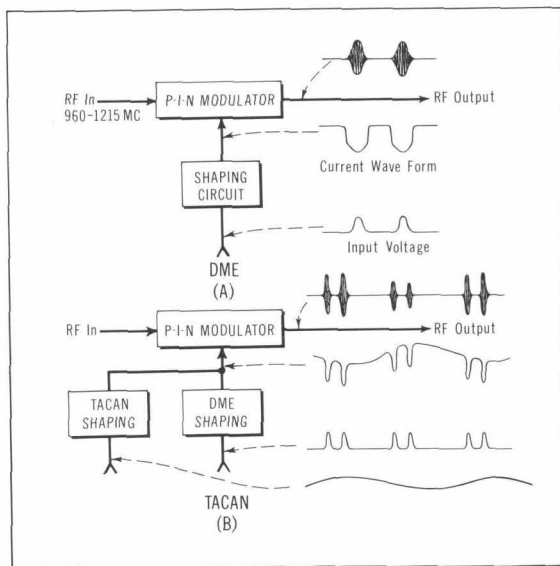 RF In
960-1215 MC
P-I-N MODULATOR
RF Output
SHAPING
CIRCUIT
Current Wave Form
Input Voltage
DME
(A)
RF In
P-I-N MODULATOR
RF Output
TACAN
SHAPING
DME
SHAPING
TACAN
(B)